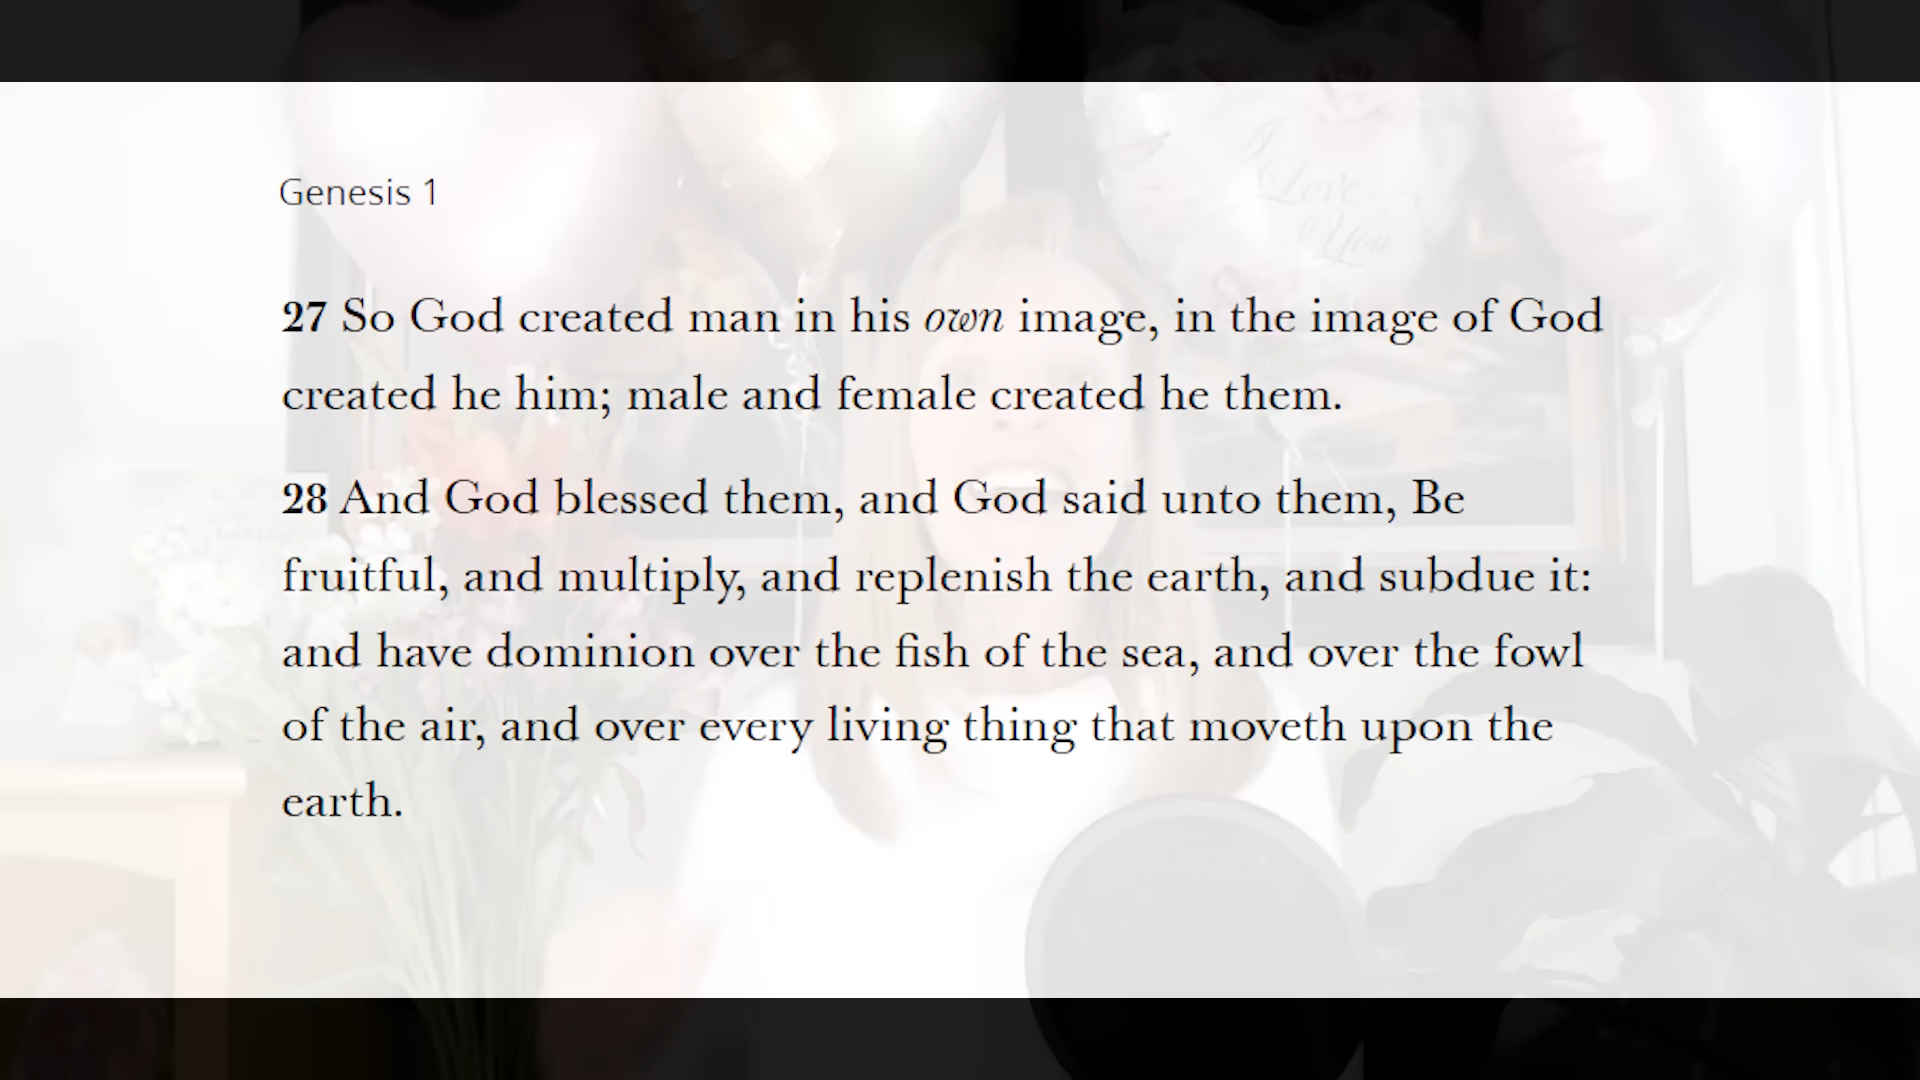 I
Love
You
Genesis 1
27 So God created man in his own image, in the image of God
created he him; male and female created he them.
28 And God blessed them, and God said unto them, Be
fruitful, and multiply, and replenish the earth, and subdue it:
and have dominion over the fish of the sea, and over the fowl
of the air, and over every living thing that moveth upon the
earth.